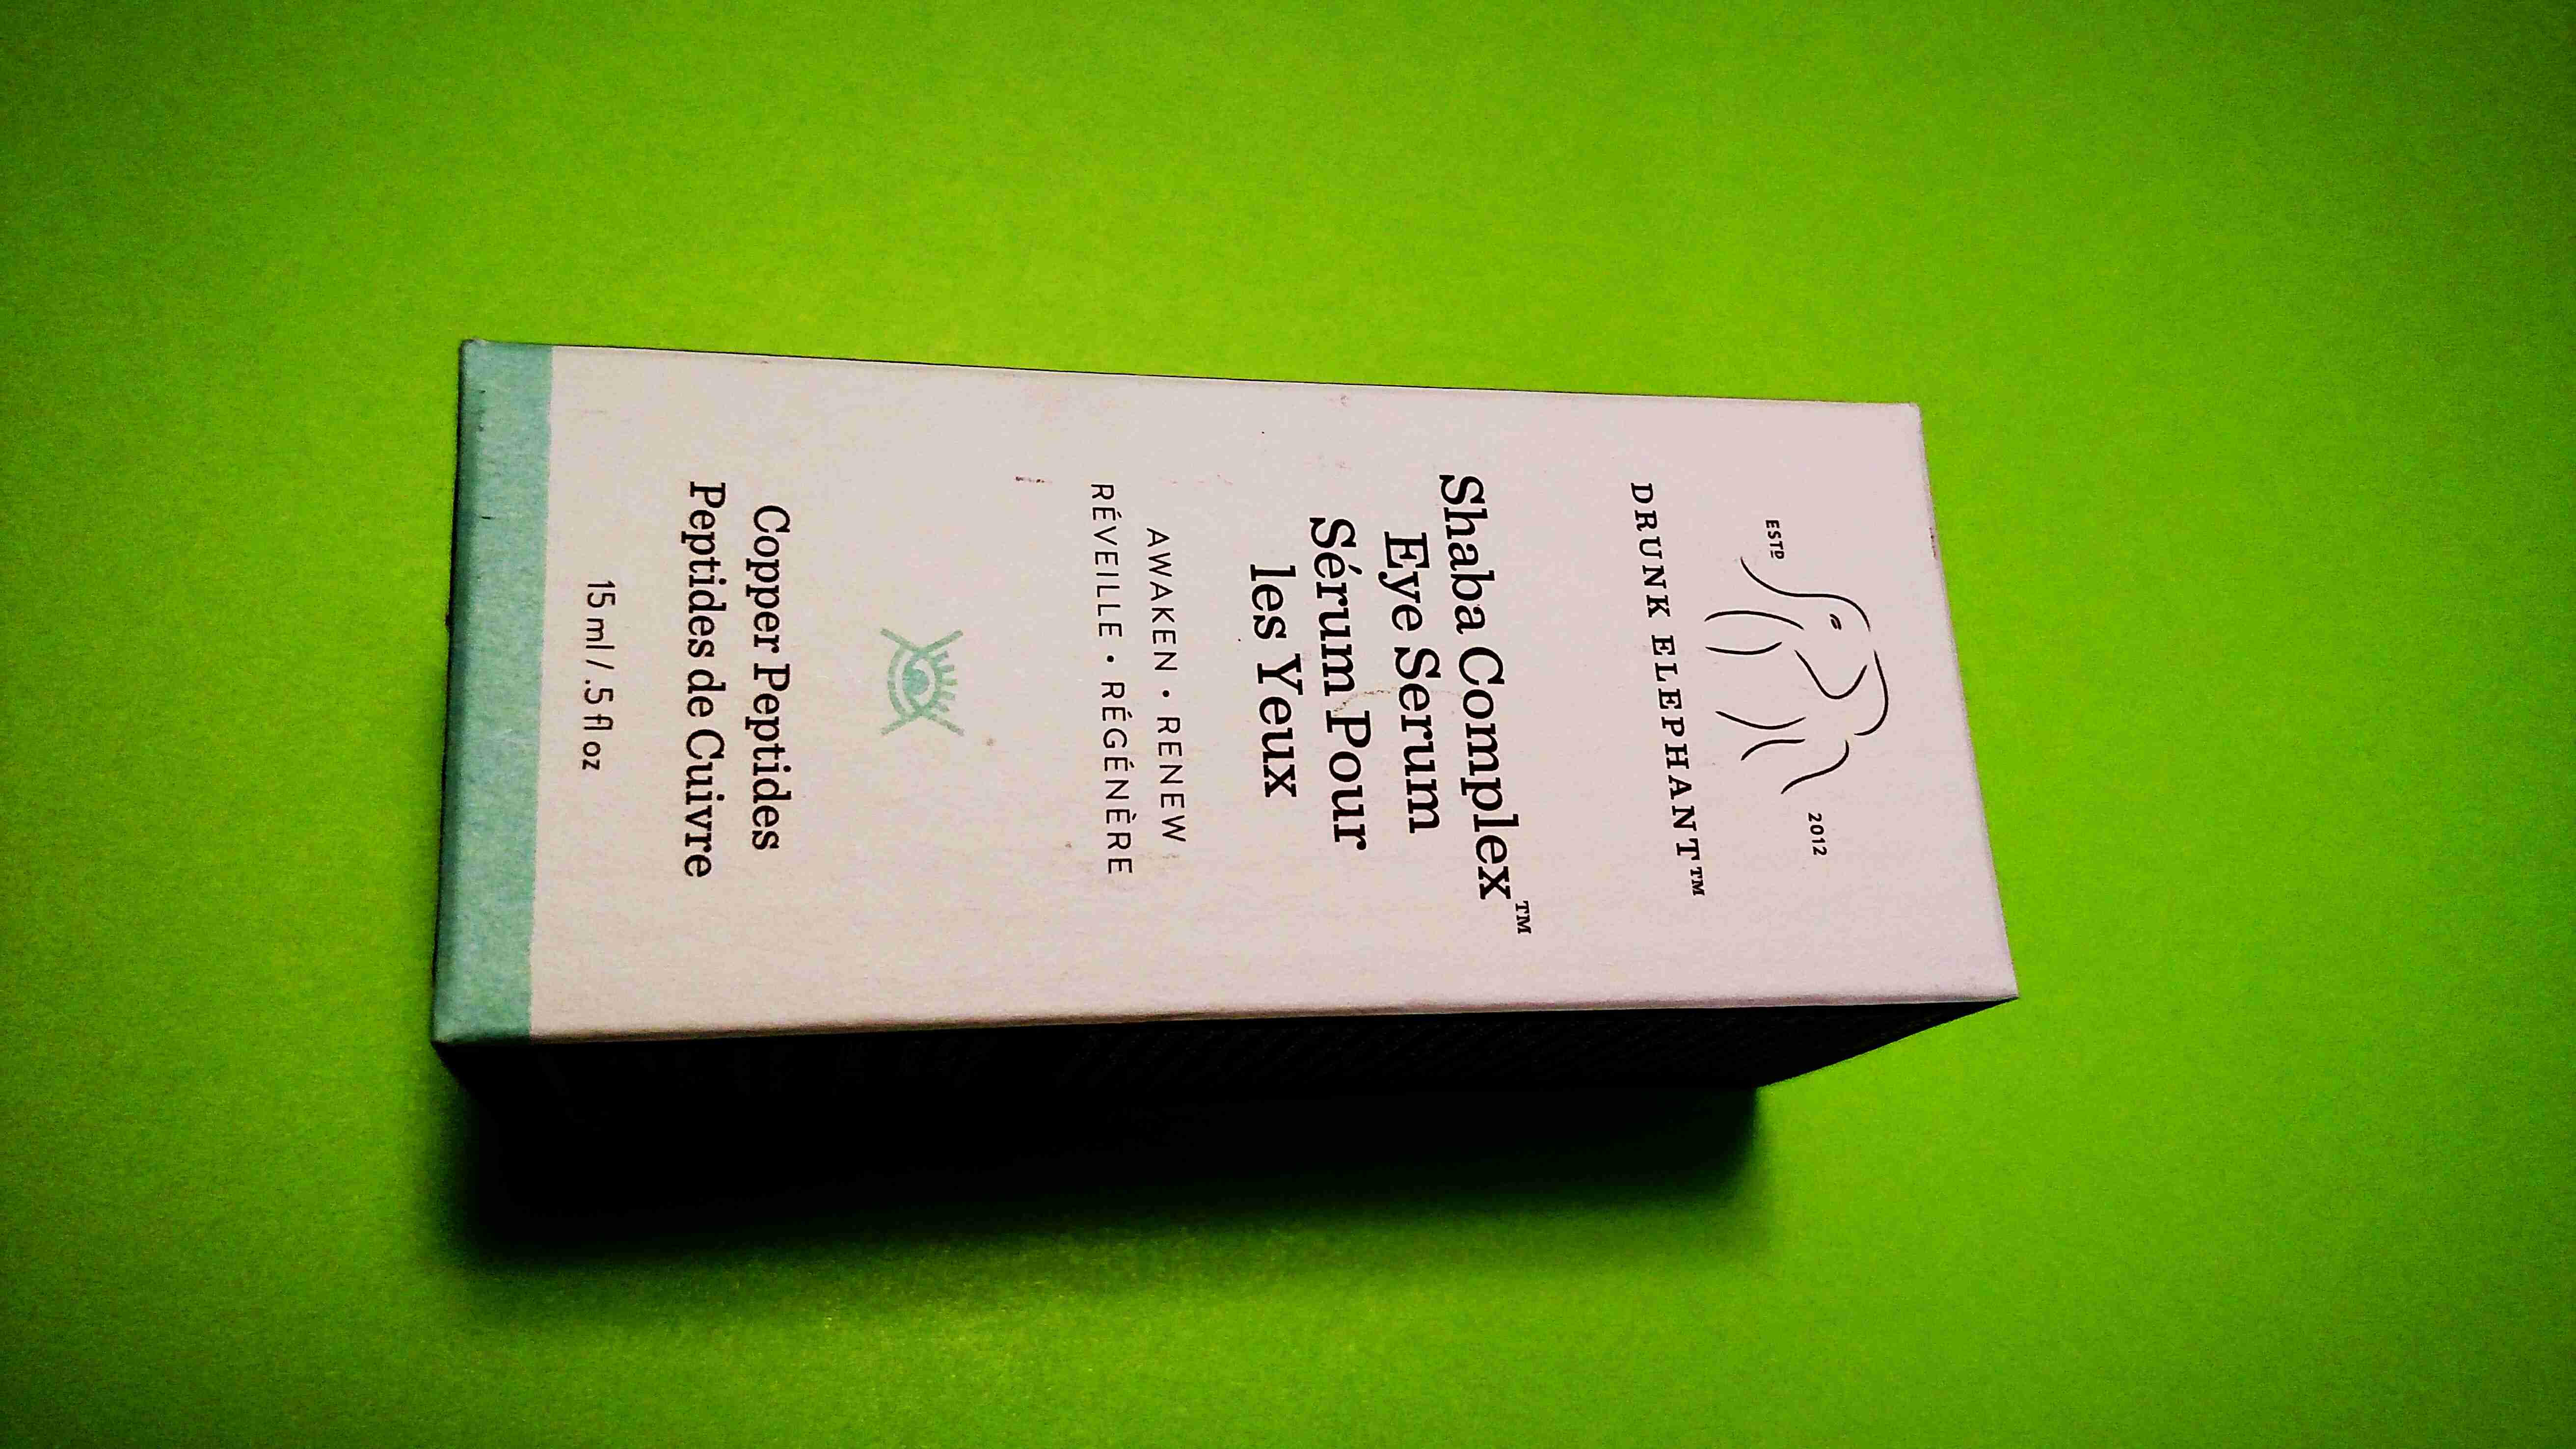 ESTD 2012
DRUNK ELEPHANT™
Shaba Complex™
Eye Serum
Sérum Pour
les Yeux
AWAKEN • RENEW
RÉVEILLE • RÉGÉNÈRE
Copper Peptides
Peptides de Cuivre
15 ml / .5 fl oz